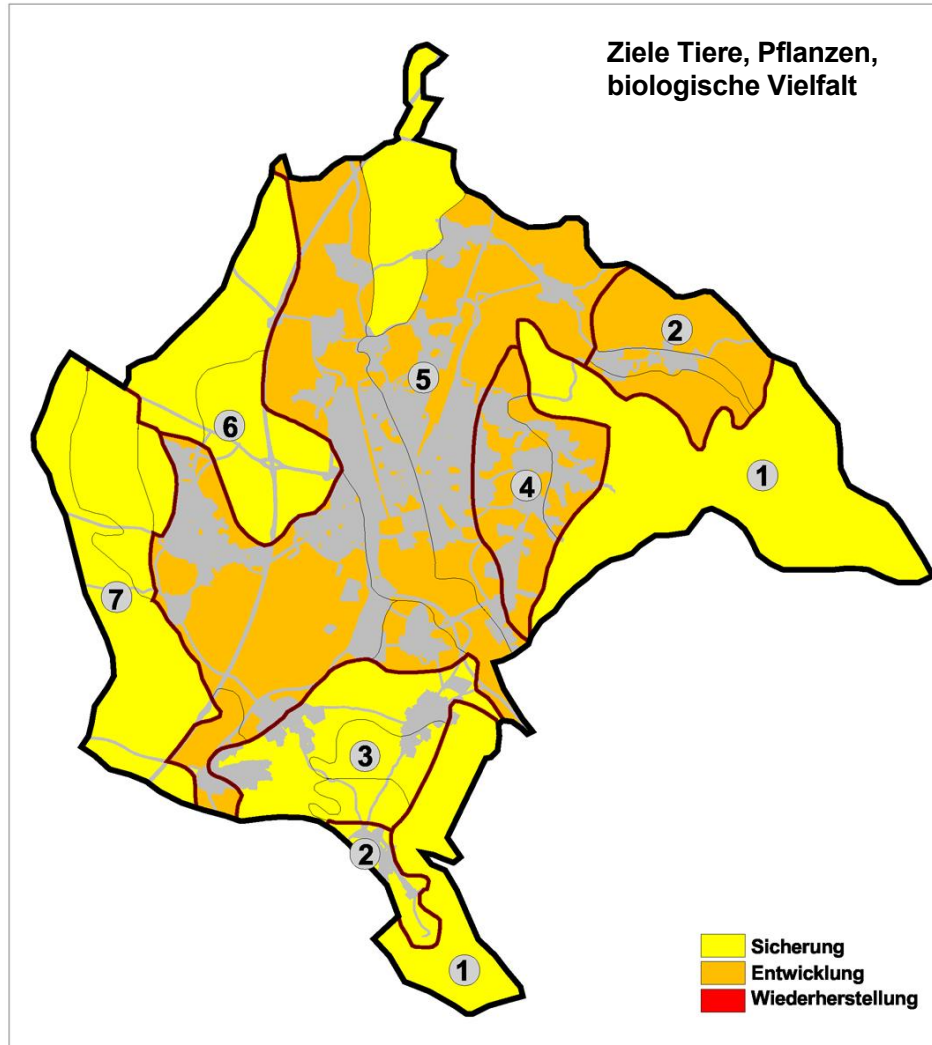 Ziele Tiere, Pflanzen,
biologische Vielfalt
2
5
6
1
4
7
3
2
1
Sicherung
Entwicklung
Wiederherstellung